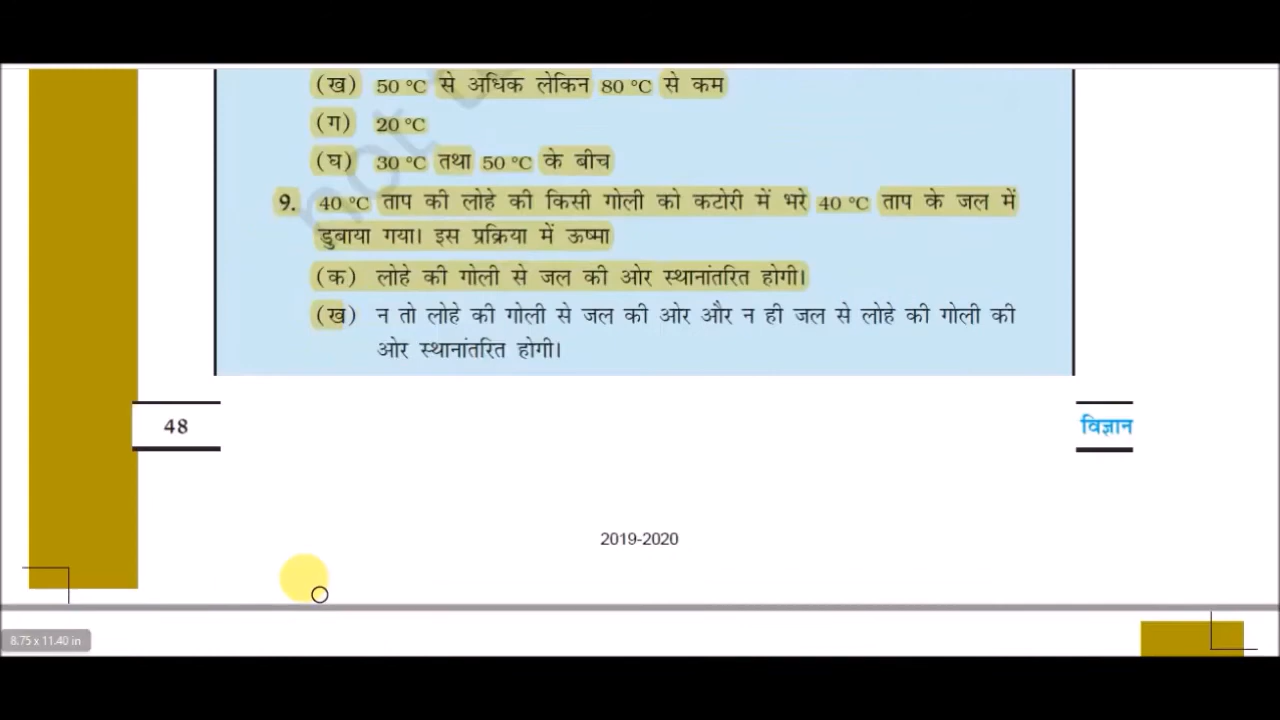 (ख) 50 °C से अधिक लेकिन 80 °C से कम
(ग) 20 °C
(घ) 30 °C तथा 50 °C के बीच
9. 40 °C ताप की लोहे की किसी गोली को कटोरी में भरे 40 °C ताप के जल में
डुबाया गया। इस प्रक्रिया में ऊष्मा
(क) लोहे की गोली से जल की ओर स्थानांतरित होगी।
(ख) न तो लोहे की गोली से जल की ओर और न ही जल से लोहे की गोली की
ओर स्थानांतरित होगी।
48
विज्ञान
2019-2020
8.75 x 11.40 in
not